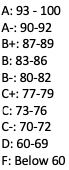 A: 93 - 100
A-: 90-92
B+: 87-89
B: 83-86
B-: 80-82
C+: 77-79
C: 73-76
C-: 70-72
D: 60-69
F: Below 60